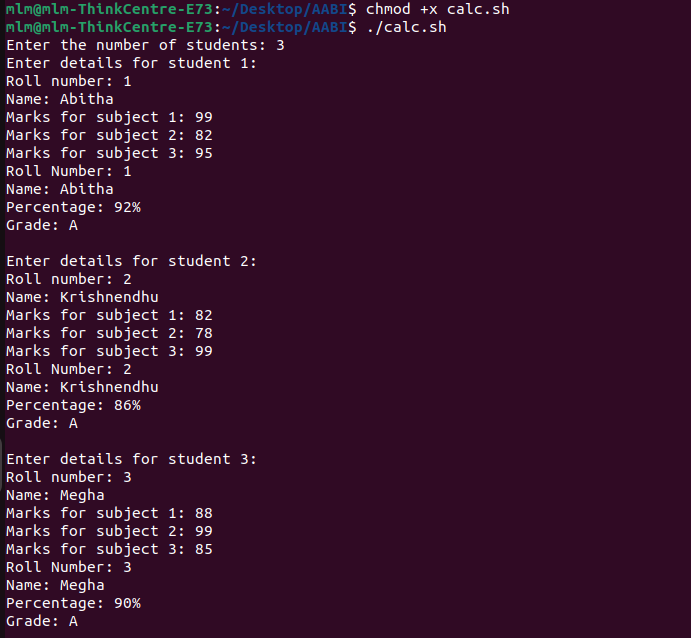 mlm@mlm-ThinkCentre-E73:~/Desktop/AABI$ chmod +x calc.sh
mlm@mlm-ThinkCentre-E73:~/Desktop/AABI$ ./calc.sh
Enter the number of students: 3
Enter details for student 1:
Roll number: 1
Name: Abitha
Marks for subject 1: 99
Marks for subject 2: 82
Marks for subject 3: 95
Roll Number: 1
Name: Abitha
Percentage: 92%
Grade: A
Enter details for student 2:
Roll number: 2
Name: Krishnendhu
Marks for subject 1: 82
Marks for subject 2: 78
Marks for subject 3: 99
Roll Number: 2
Name: Krishnendhu
Percentage: 86%
Grade: A
Enter details for student 3:
Roll number: 3
Name: Megha
Marks for subject 1: 88
Marks for subject 2: 99
Marks for subject 3: 85
Roll Number: 3
Name: Megha
Percentage: 90%
Grade: A